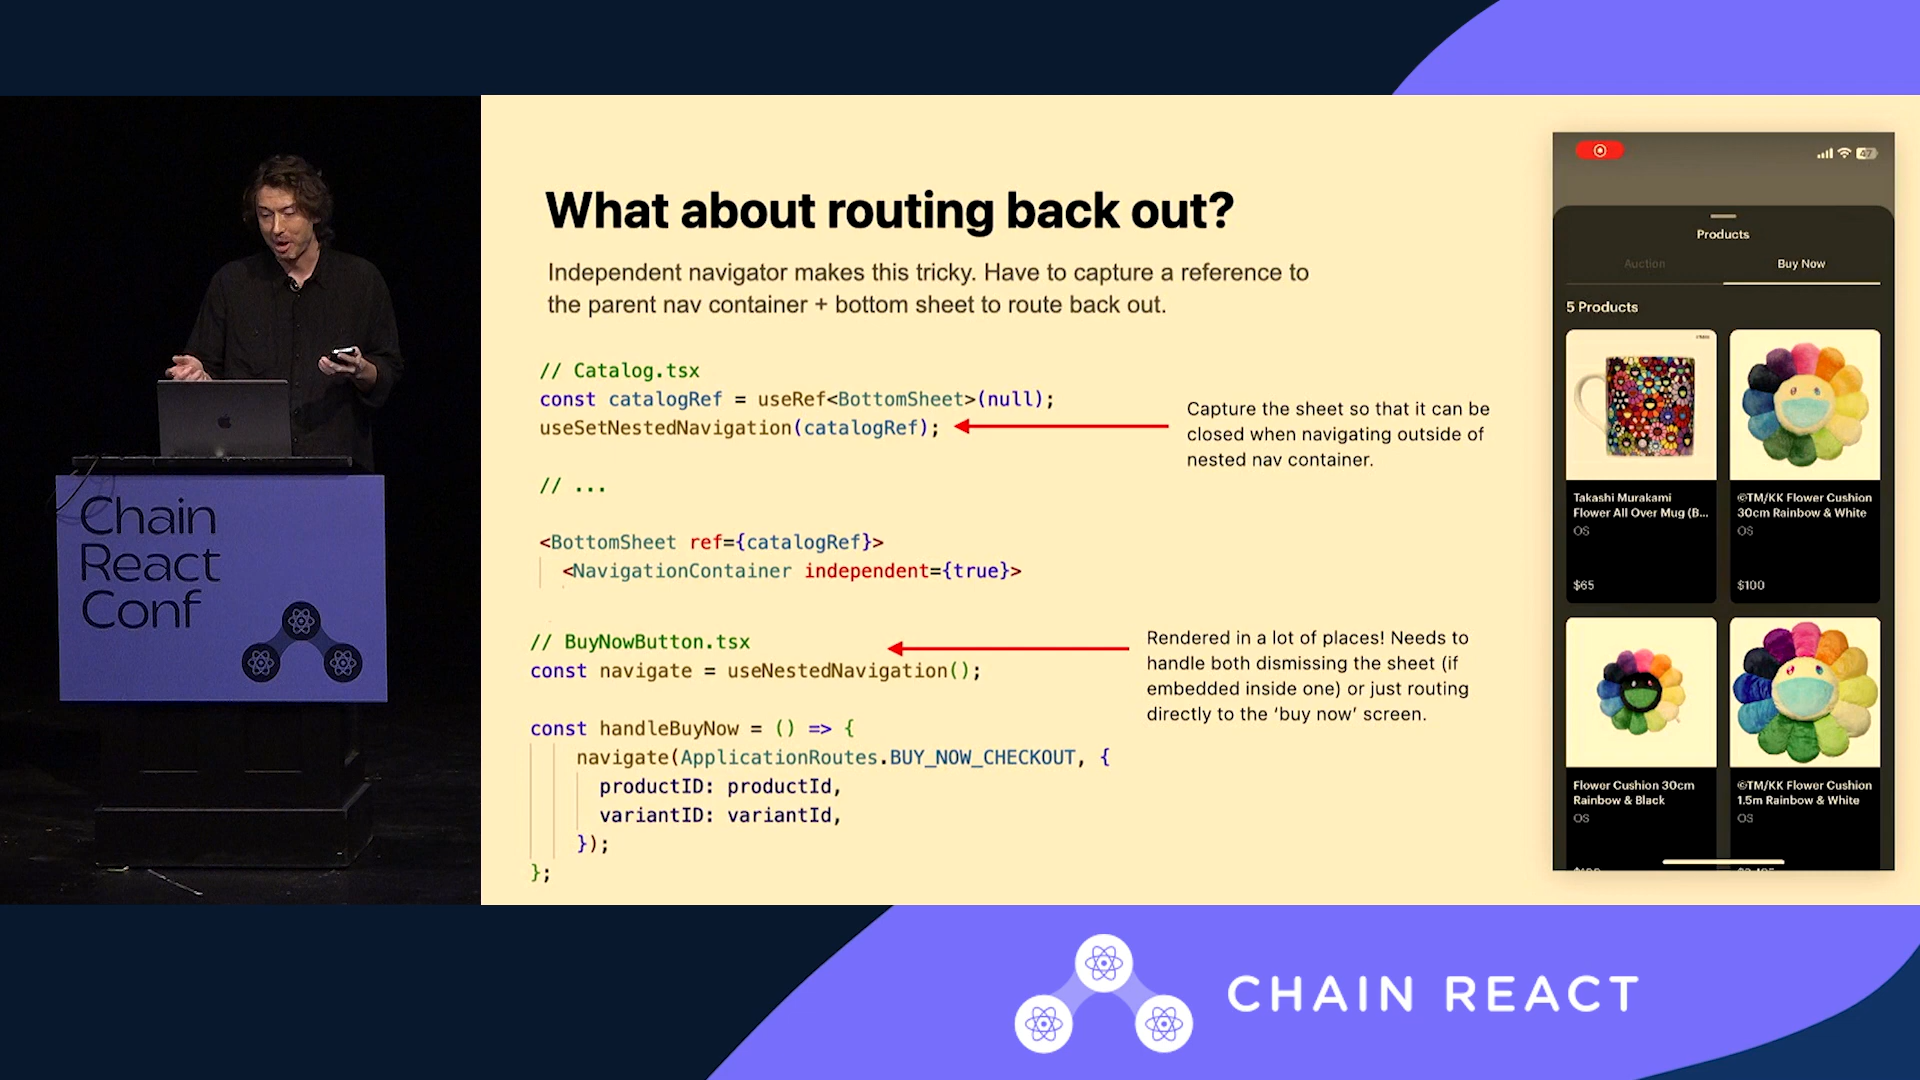 Chain
React
Conf
What about routing back out?
Independent navigator makes this tricky. Have to capture a reference to
the parent nav container + bottom sheet to route back out.
// Catalog.tsx
const catalogRef = useRef<BottomSheet>(null);
useSetNestedNavigation(catalogRef);
// ...
<BottomSheet ref={catalogRef}>
<NavigationContainer independent={true}>
Capture the sheet so that it can be
closed when navigating outside of
nested nav container.
// BuyNowButton.tsx
const navigate = useNestedNavigation();
const handleBuyNow = () => {
navigate(ApplicationRoutes.BUY_NOW_CHECKOUT, {
productID: productId,
variantID: variantId,
});
};
Rendered in a lot of places! Needs to
handle both dismissing the sheet (if
embedded inside one) or just routing
directly to the ‘buy now’ screen.
47
Products
Auction
Buy Now
5 Products
Takashi Murakami
Flower All Over Mug (B...
OS
$65
©TM/KK Flower Cushion
30cm Rainbow & White
OS
$100
Flower Cushion 30cm
Rainbow & Black
OS
©TM/KK Flower Cushion
1.5m Rainbow & White
OS
CHAIN REACT